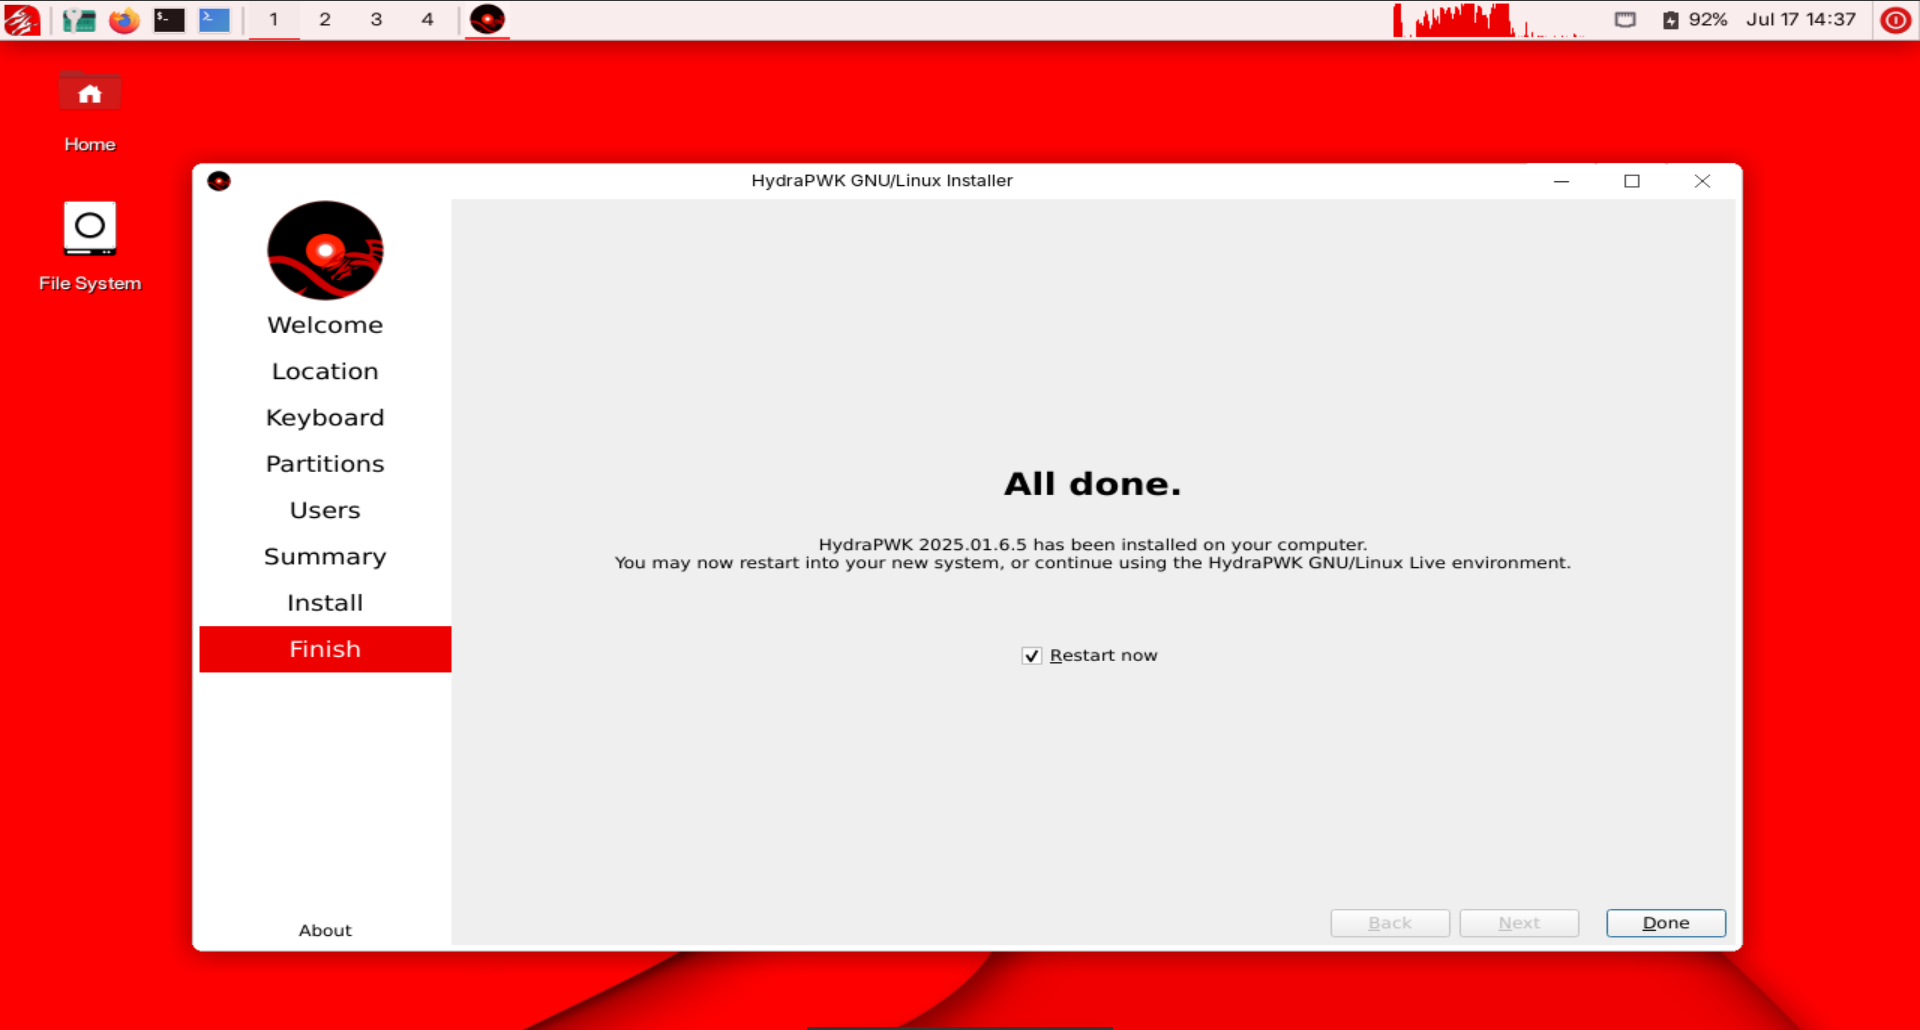 1 2 3 4 92% Jul 17 14:37
Home
File System
HydraPWK GNU/Linux Installer
Welcome
Location
Keyboard
Partitions
Users
Summary
Install
Finish
About
All done.
HydraPWK 2025.01.6.5 has been installed on your computer.
You may now restart into your new system, or continue using the HydraPWK GNU/Linux Live environment.
Restart now
Back Next Done